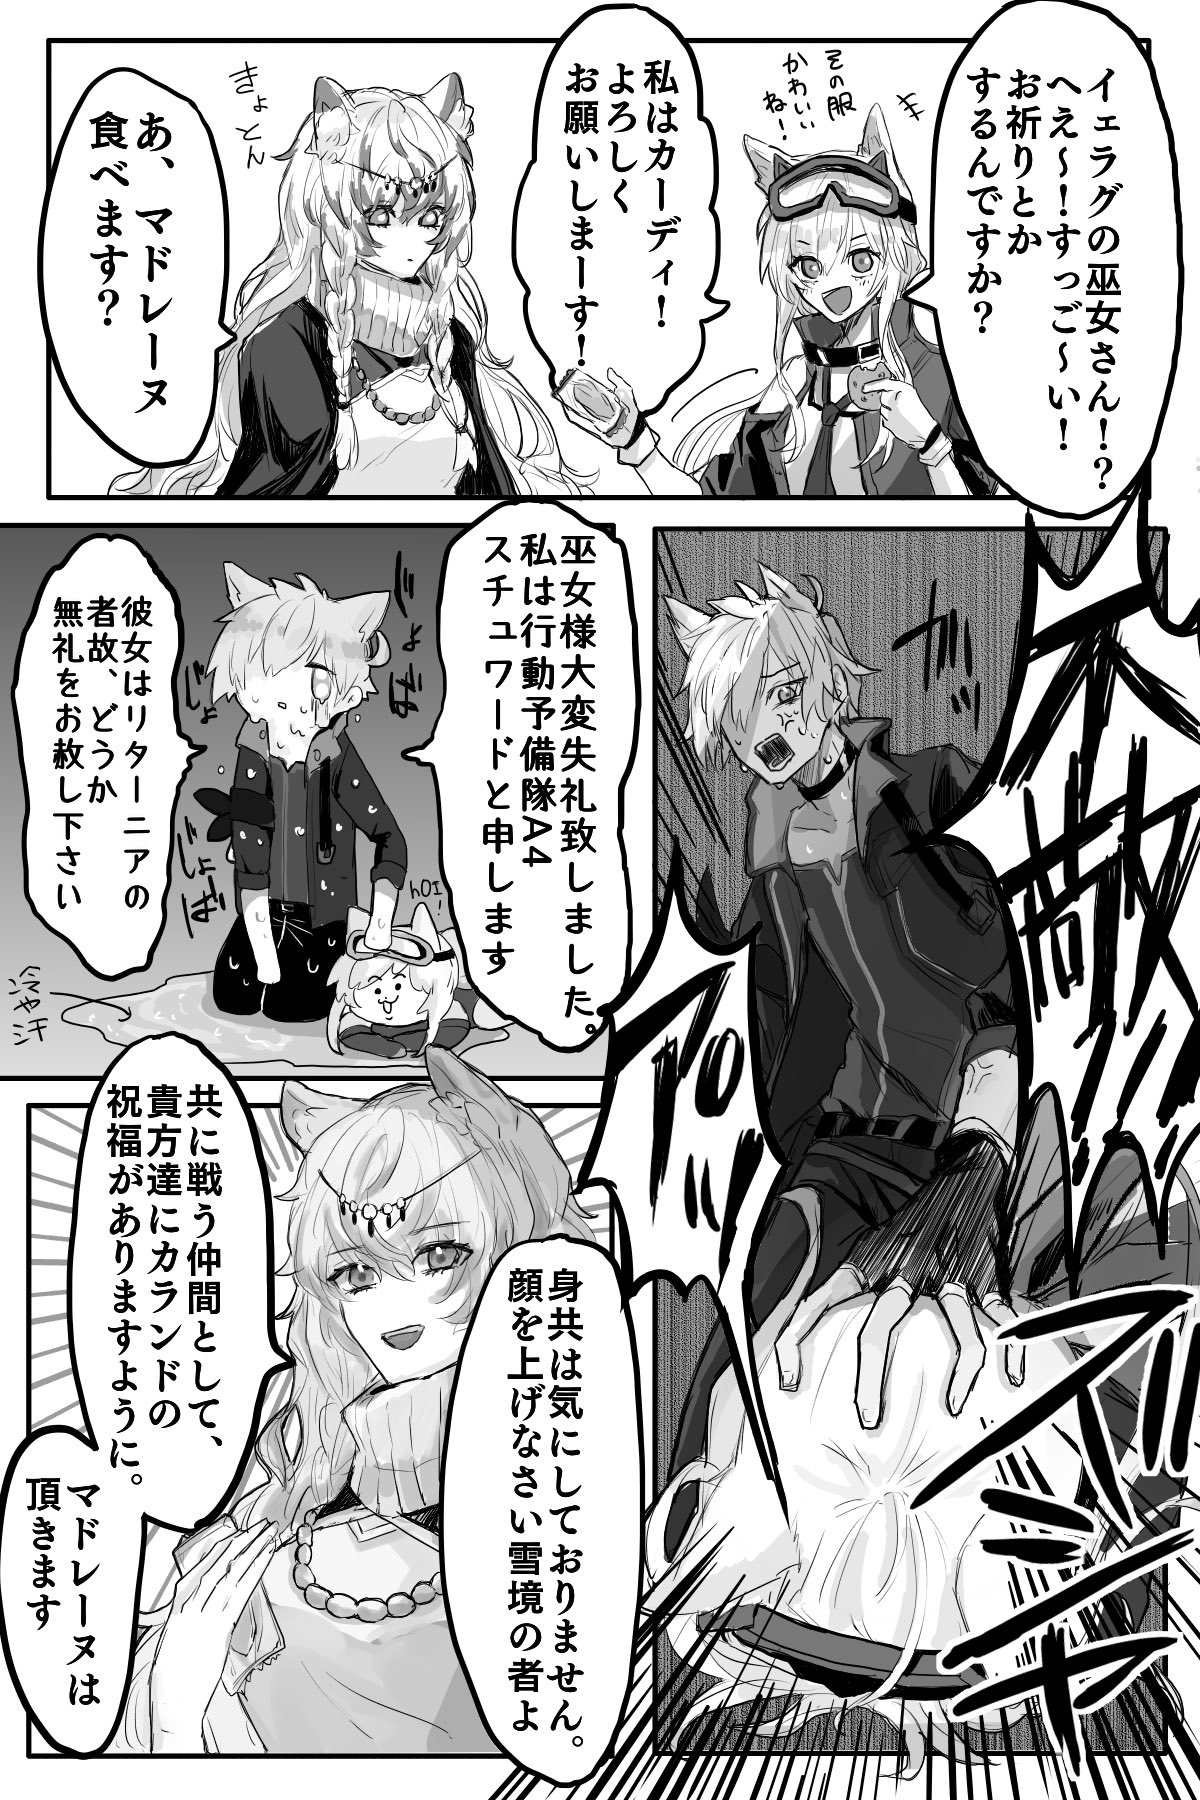 イェラグの巫女さん!?
へえ〜!すっご〜い!
お祈りとか
するんですか?
その服
かわいい
ね!
私はカーディ!
よろしく
お願いしまーす!
きょとん
あ、マドレーヌ
食べます?
ガッ
不敬
ズシャ
巫女様大変失礼致しました。
私は行動予備隊A4
スチュワードと申します
hOI!
彼女はリターニアの
者故、どうか
無礼をお赦し下さい
じょばじょば
冷や汗
身共は気にしておりません。
顔を上げなさい雪境の者よ
共に戦う仲間として、
貴方達にカランドの
祝福がありますように。
マドレーヌは
頂きます